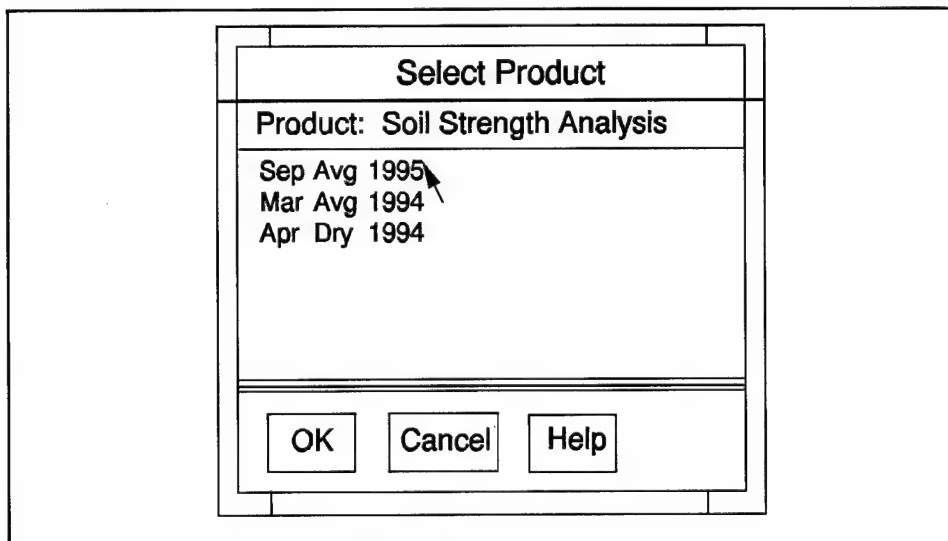 Select Product
Product: Soil Strength Analysis
Sep Avg 1995
Mar Avg 1994
Apr Dry 1994
OK Cancel Help